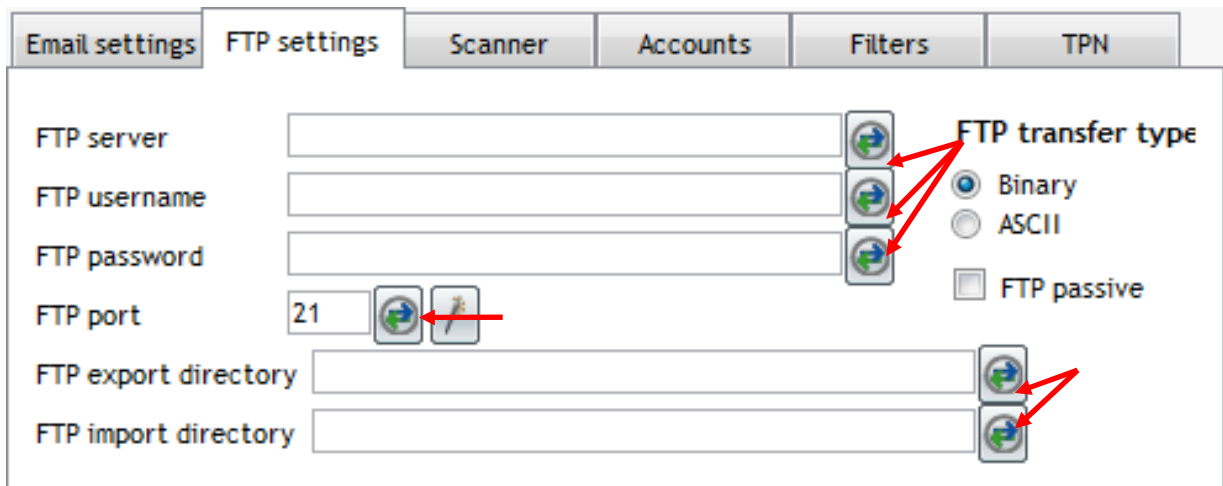 Email settings FTP settings Scanner Accounts Filters TPN
FTP server
FTP transfer type
FTP username
Binary
ASCII
FTP password
FTP passive
FTP port 21
FTP export directory
FTP import directory